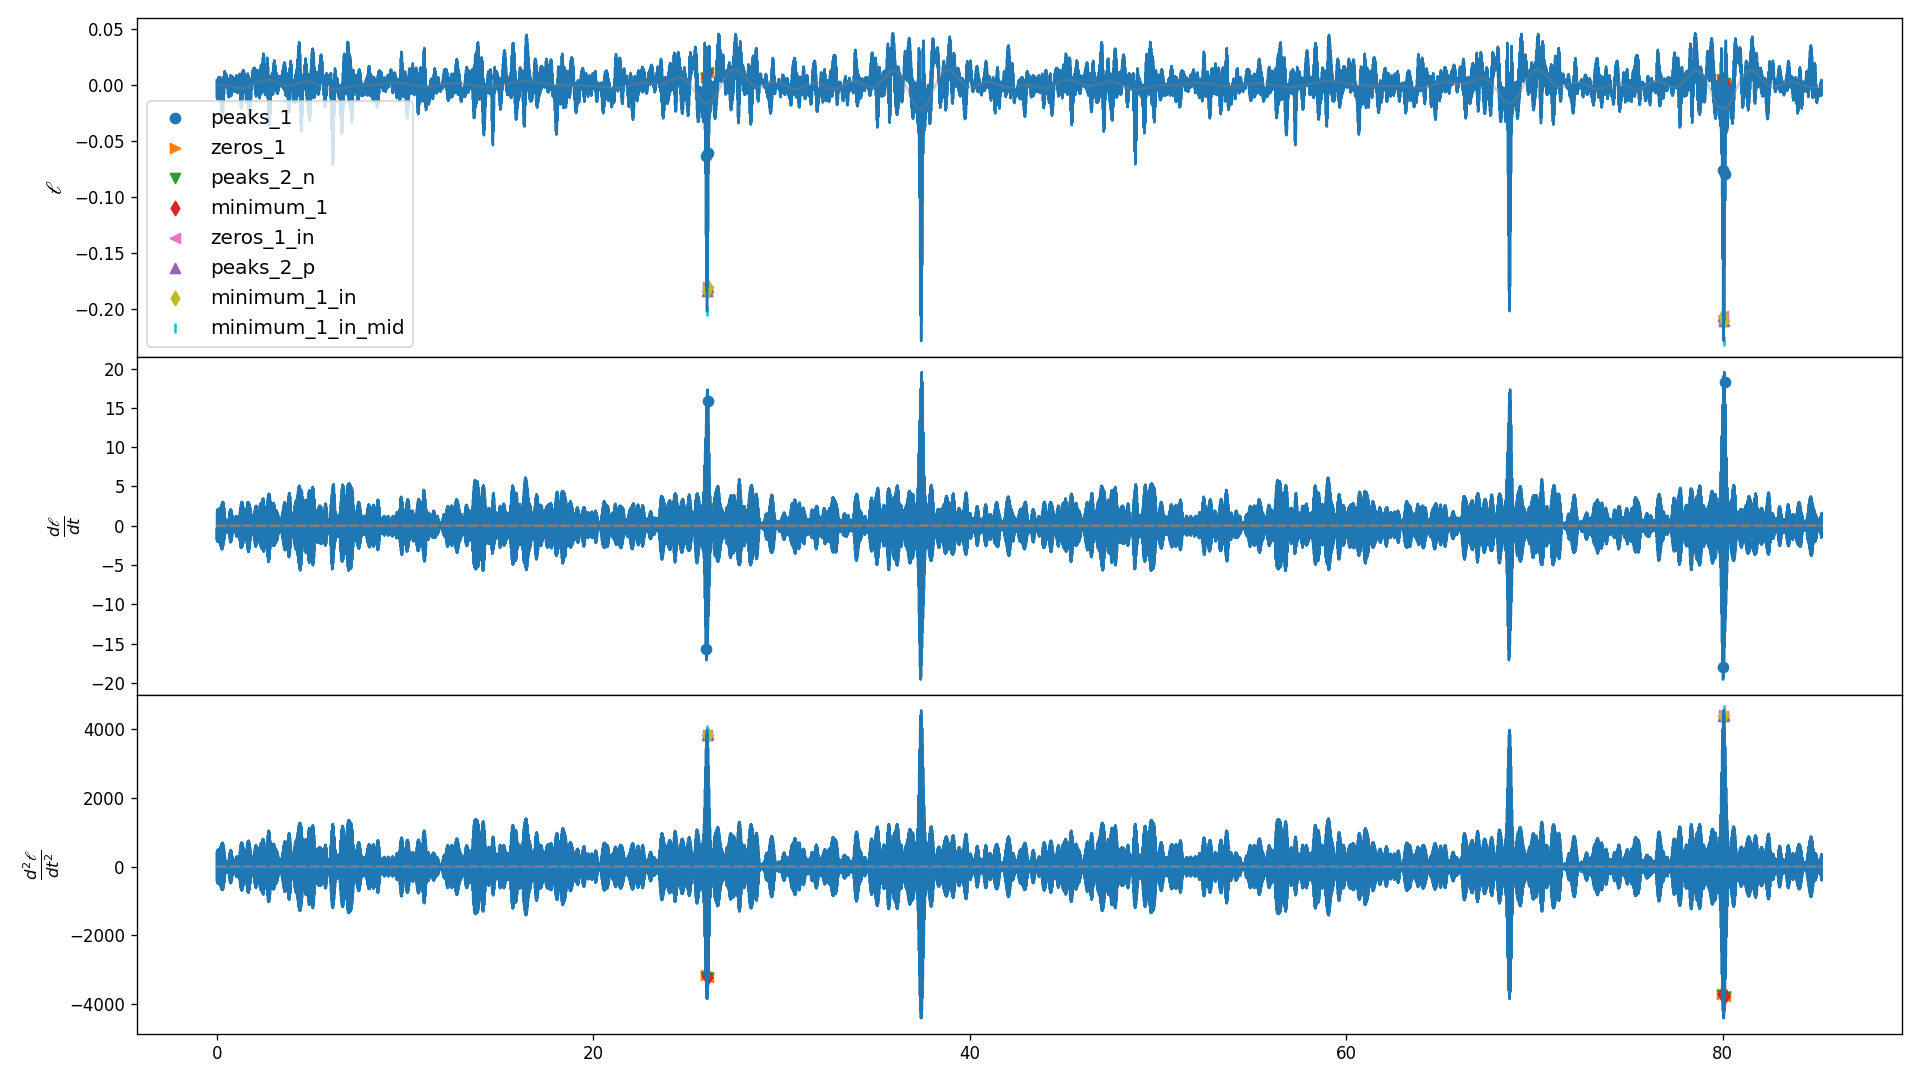 0.05
0.00
−0.05
−0.10
−0.15
−0.20
ℓ
peaks_1
zeros_1
peaks_2_n
minimum_1
zeros_1_in
peaks_2_p
minimum_1_in
minimum_1_in_mid
20
15
10
5
0
−5
−10
−15
−20
dℓ
dt
4000
2000
0
−2000
−4000
d²ℓ
dt²
0 20 40 60 80